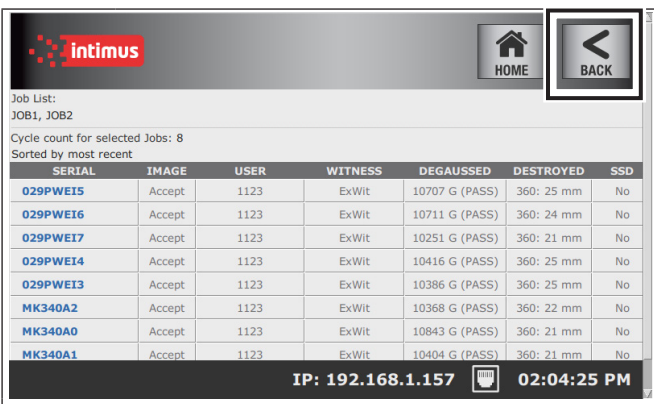 intimus
HOME
BACK
Job List:
JOB1, JOB2
Cycle count for selected Jobs: 8
Sorted by most recent
SERIAL IMAGE USER WITNESS DEGAUSSED DESTROYED SSD
029PWEI5 Accept 1123 ExWit 10707 G (PASS) 360: 25 mm No
029PWEI6 Accept 1123 ExWit 10711 G (PASS) 360: 24 mm No
029PWEI7 Accept 1123 ExWit 10251 G (PASS) 360: 21 mm No
029PWEI4 Accept 1123 ExWit 10416 G (PASS) 360: 25 mm No
029PWEI3 Accept 1123 ExWit 10386 G (PASS) 360: 25 mm No
MK340A2 Accept 1123 ExWit 10368 G (PASS) 360: 22 mm No
MK340A0 Accept 1123 ExWit 10843 G (PASS) 360: 21 mm No
MK340A1 Accept 1123 ExWit 10404 G (PASS) 360: 21 mm No
IP: 192.168.1.157 02:04:25 PM